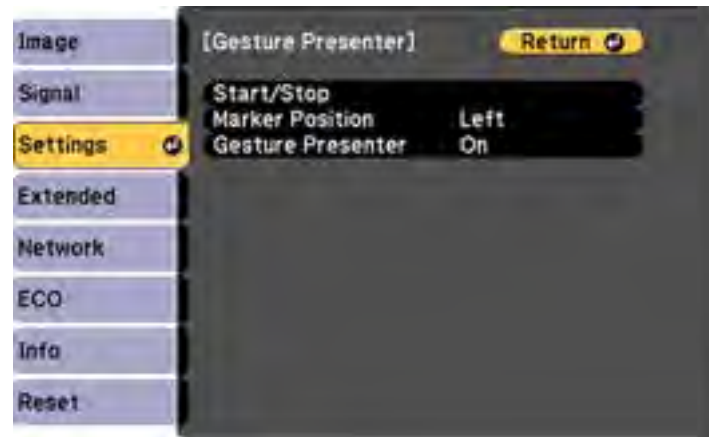 Image
Signal
Settings
Extended
Network
ECO
Info
Reset
[Gesture Presenter] Return
Start/Stop
Marker Position Left
Gesture Presenter On